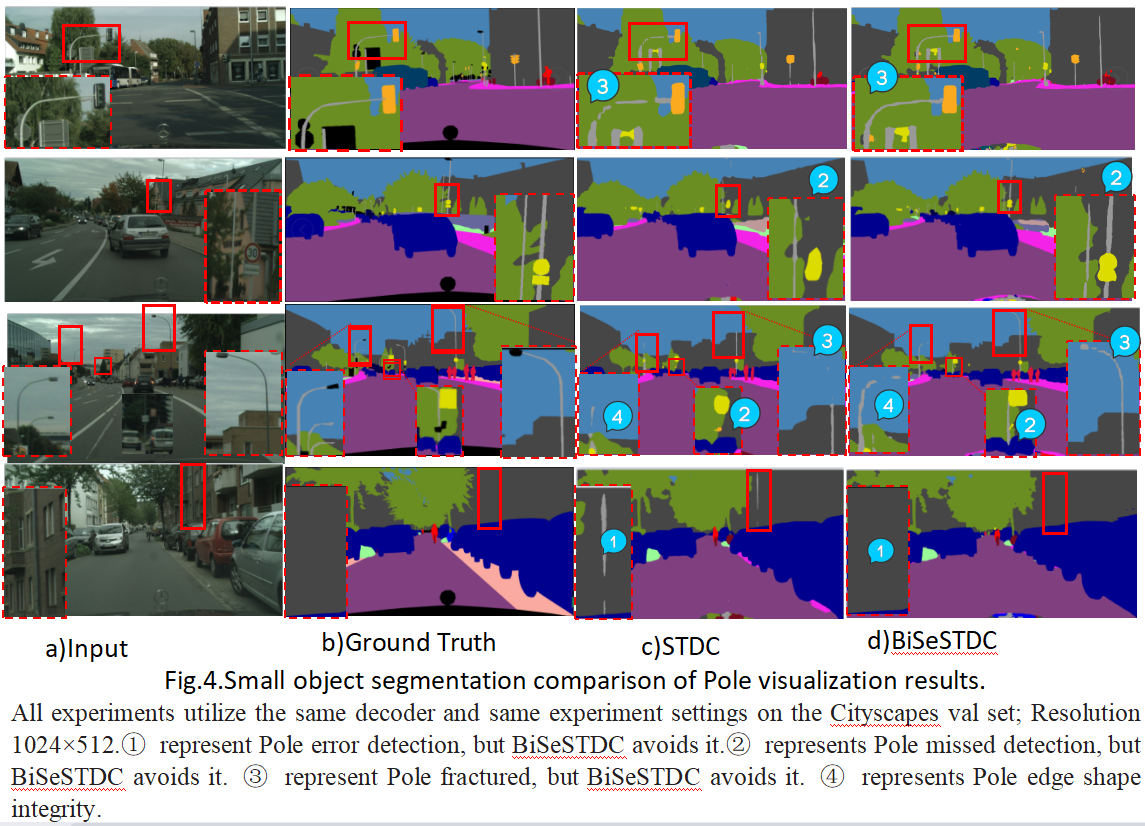 3
3
2
2
3
3
4
2
4
2
1
1
a)Input
b)Ground Truth
c)STDC
d)BiSeSTDC
Fig.4.Small object segmentation comparison of Pole visualization results.
All experiments utilize the same decoder and same experiment settings on the Cityscapes val set; Resolution
1024×512.① represent Pole error detection, but BiSeSTDC avoids it.② represents Pole missed detection, but
BiSeSTDC avoids it. ③ represent Pole fractured, but BiSeSTDC avoids it. ④ represents Pole edge shape
integrity.